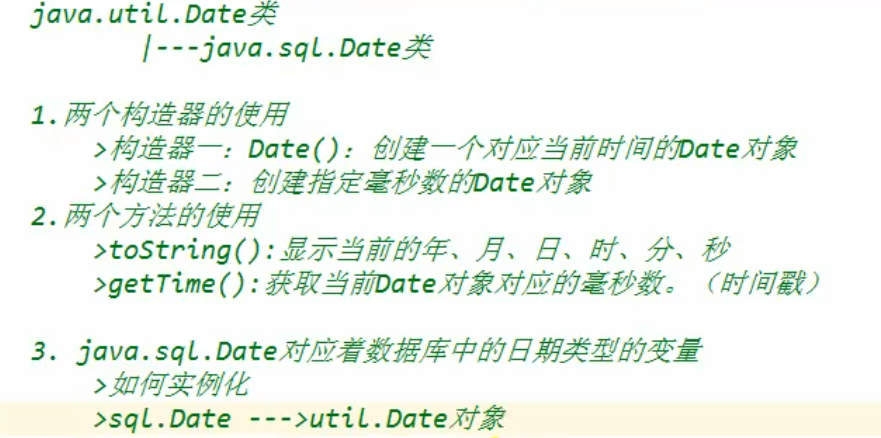 java.util.Date类
|---java.sql.Date类
1.两个构造器的使用
>构造器一：Date()：创建一个对应当前时间的Date对象
>构造器二：创建指定毫秒数的Date对象
2.两个方法的使用
>toString():显示当前的年、月、日、时、分、秒
>getTime():获取当前Date对象对应的毫秒数。（时间戳）
3. java.sql.Date对应着数据库中的日期类型的变量
>如何实例化
>sql.Date --->util.Date对象